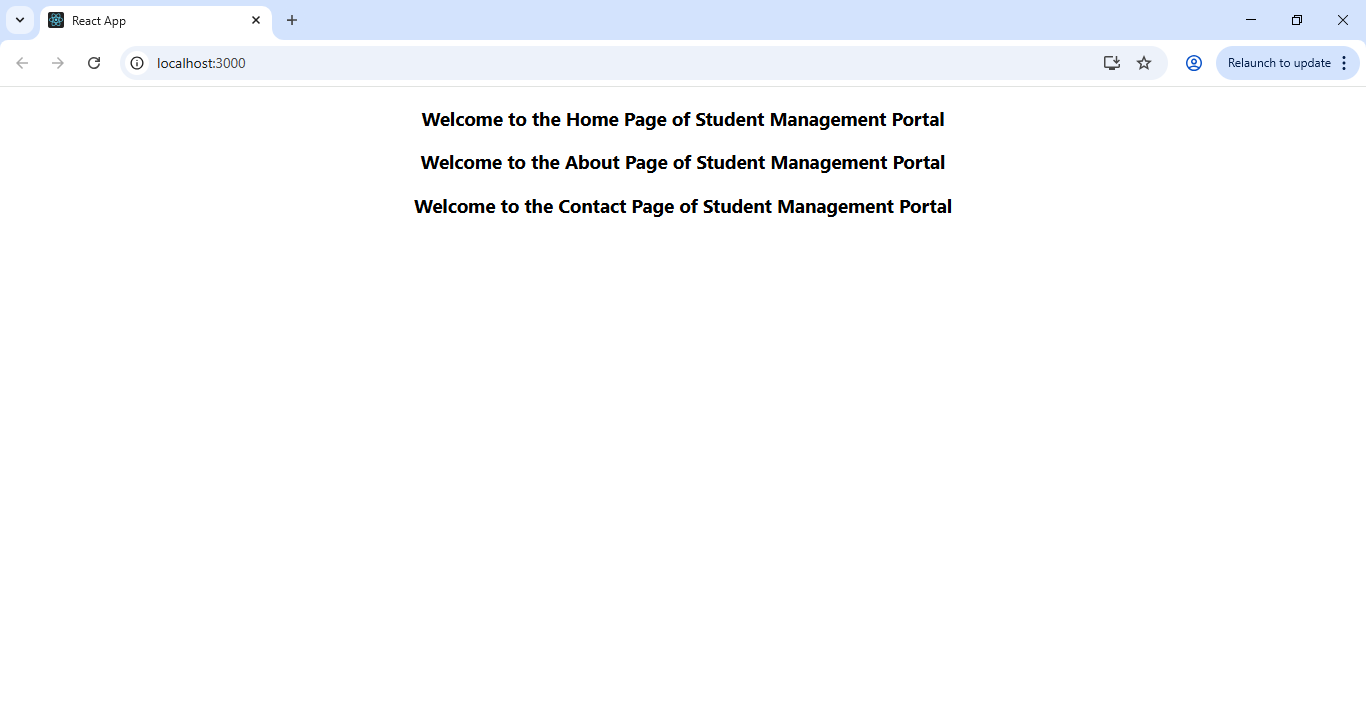 React App
localhost:3000
Relaunch to update
Welcome to the Home Page of Student Management Portal
Welcome to the About Page of Student Management Portal
Welcome to the Contact Page of Student Management Portal